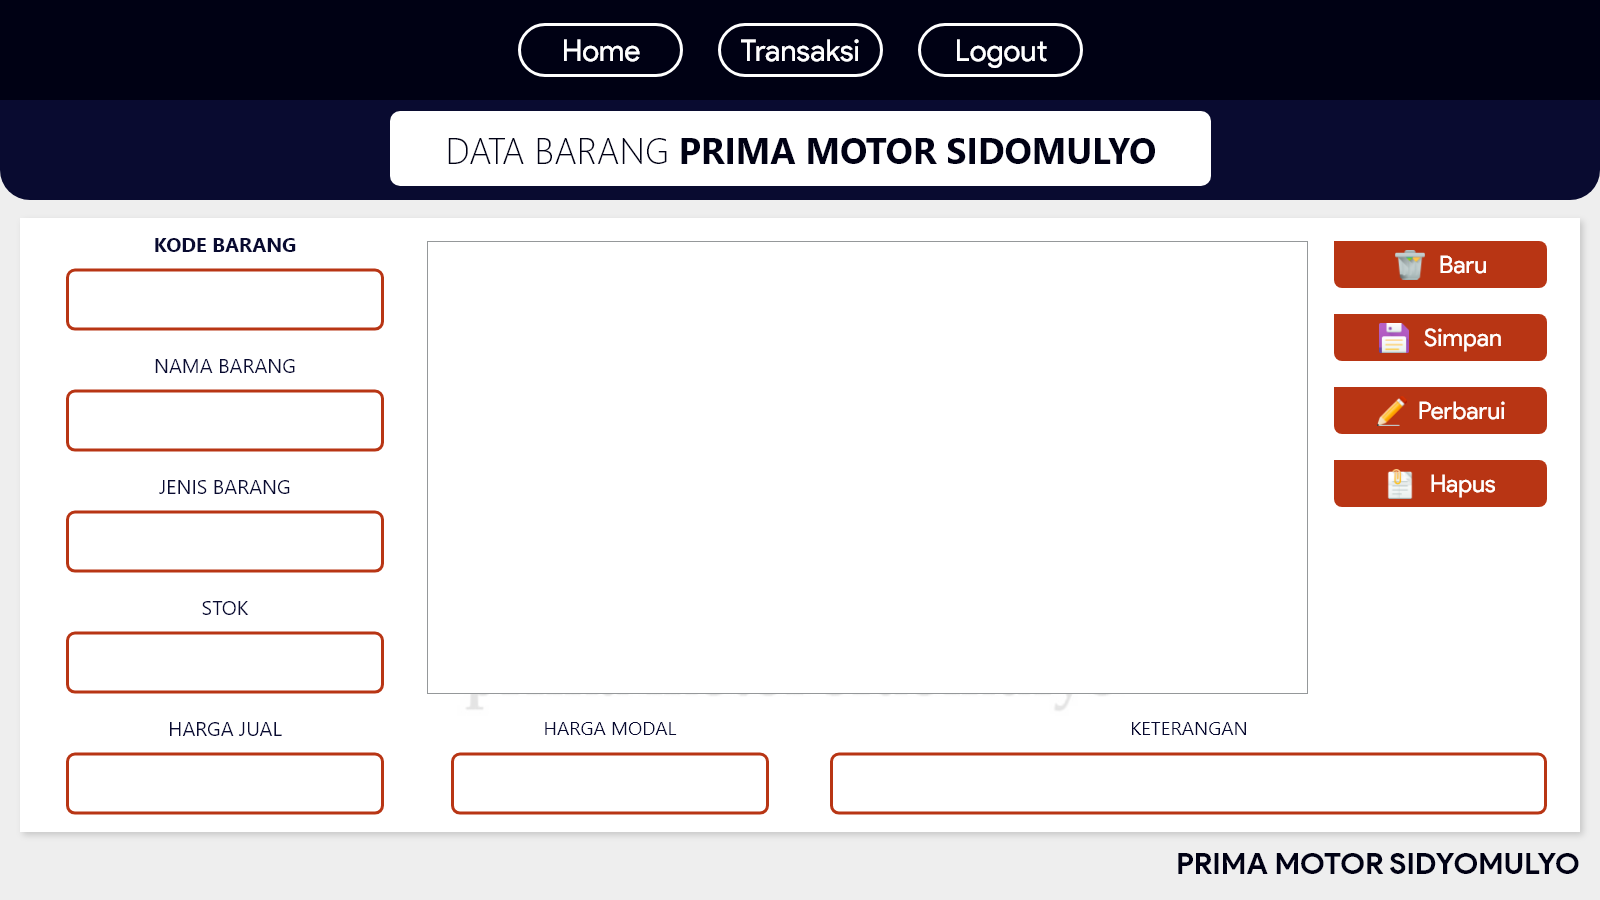 Home Transaksi Logout
DATA BARANG PRIMA MOTOR SIDOMULYO
KODE BARANG
NAMA BARANG
JENIS BARANG
STOK
HARGA JUAL
HARGA MODAL
KETERANGAN
Baru
Simpan
Perbarui
Hapus
PRIMA MOTOR SIDYOMULYO